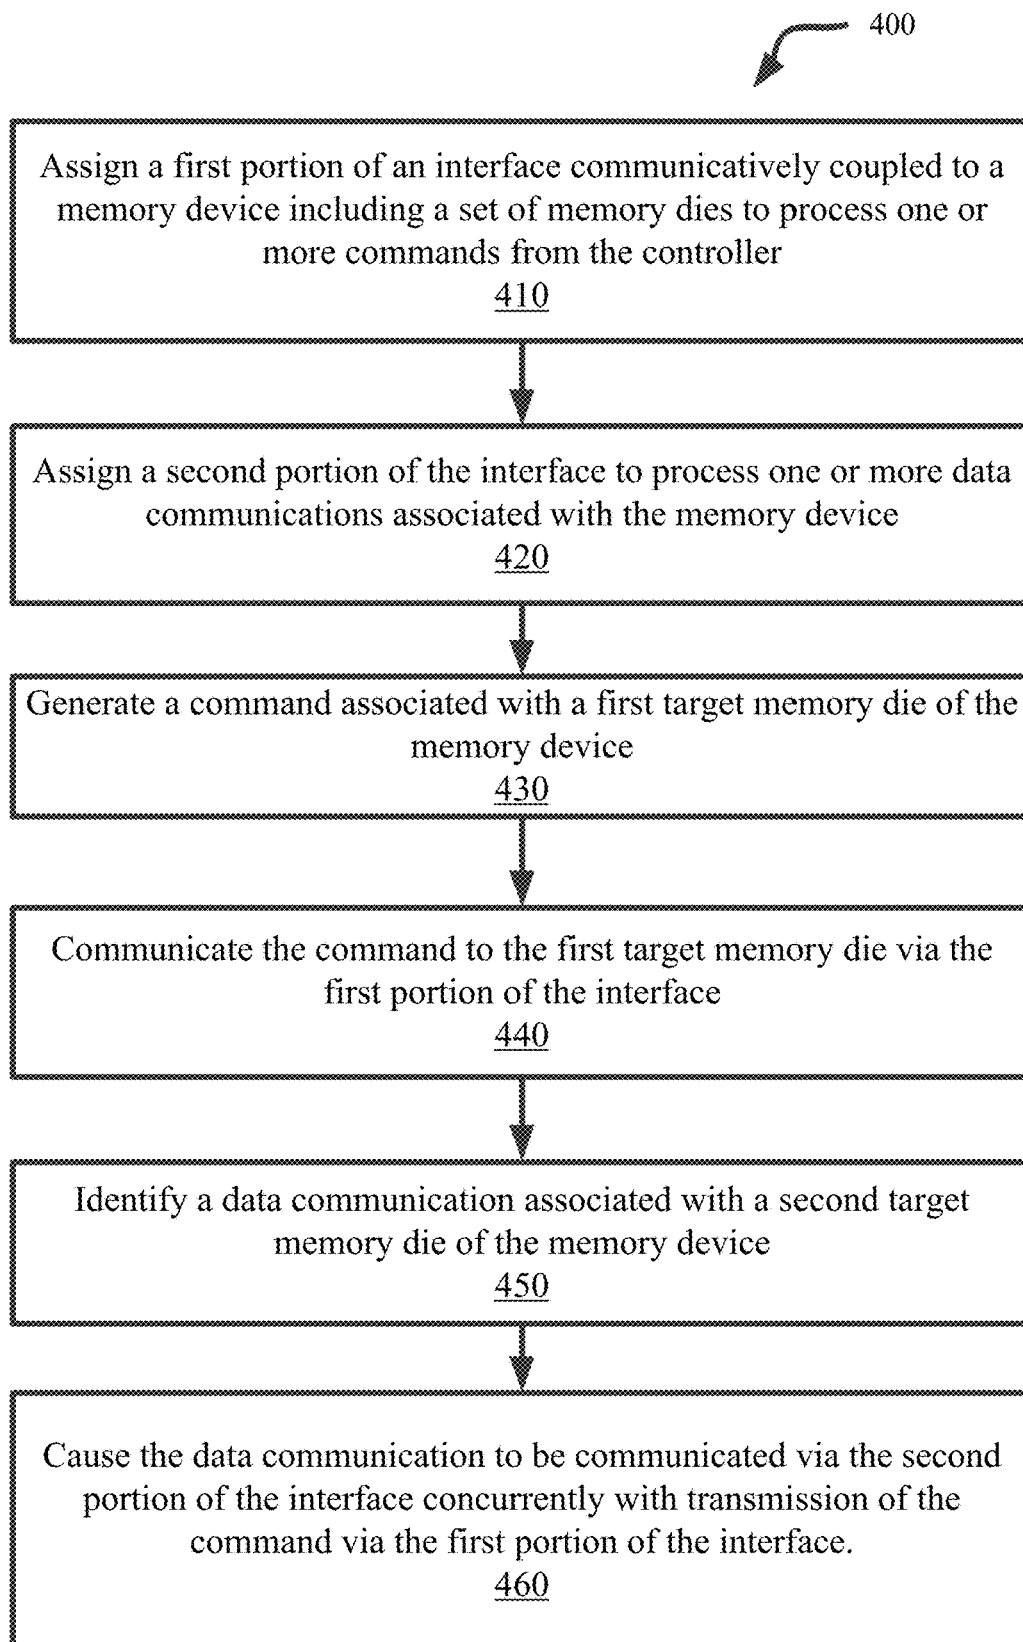 400
Assign a first portion of an interface communicatively coupled to a
memory device including a set of memory dies to process one or
more commands from the controller
410
Assign a second portion of the interface to process one or more data
communications associated with the memory device
420
Generate a command associated with a first target memory die of the
memory device
430
Communicate the command to the first target memory die via the
first portion of the interface
440
Identify a data communication associated with a second target
memory die of the memory device
450
Cause the data communication to be communicated via the second
portion of the interface concurrently with transmission of the
command via the first portion of the interface.
460